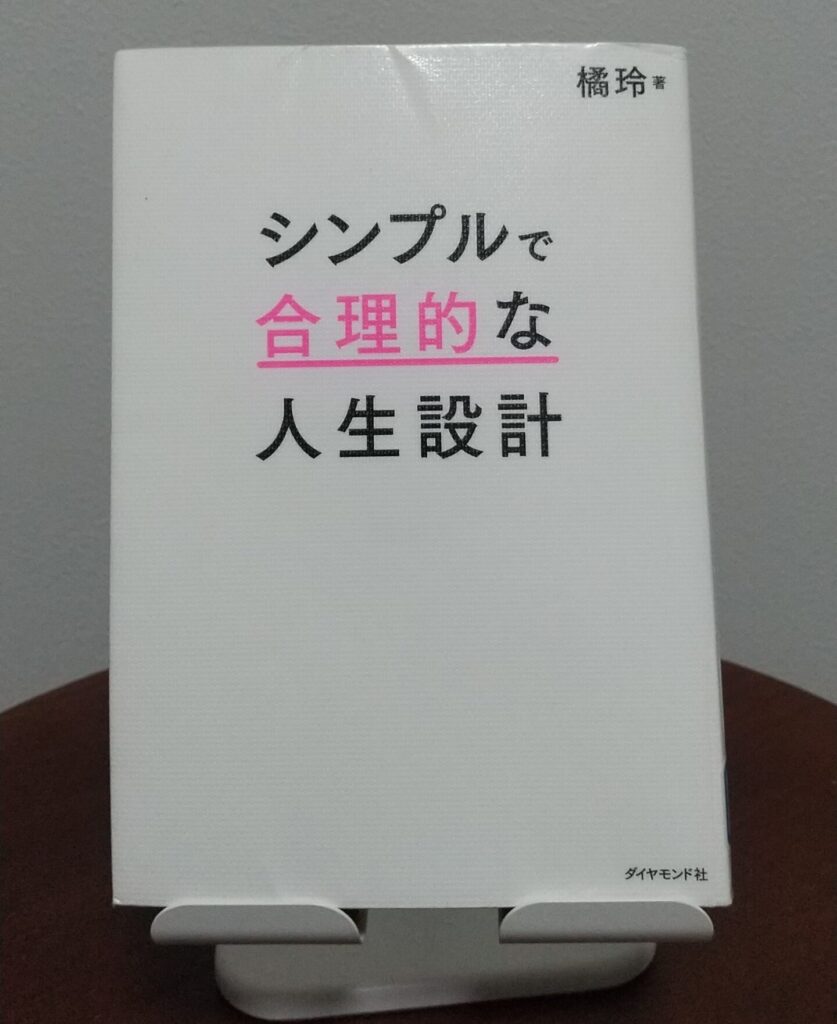 橘玲 著
シンプルで
合理的な
人生設計
ダイヤモンド社